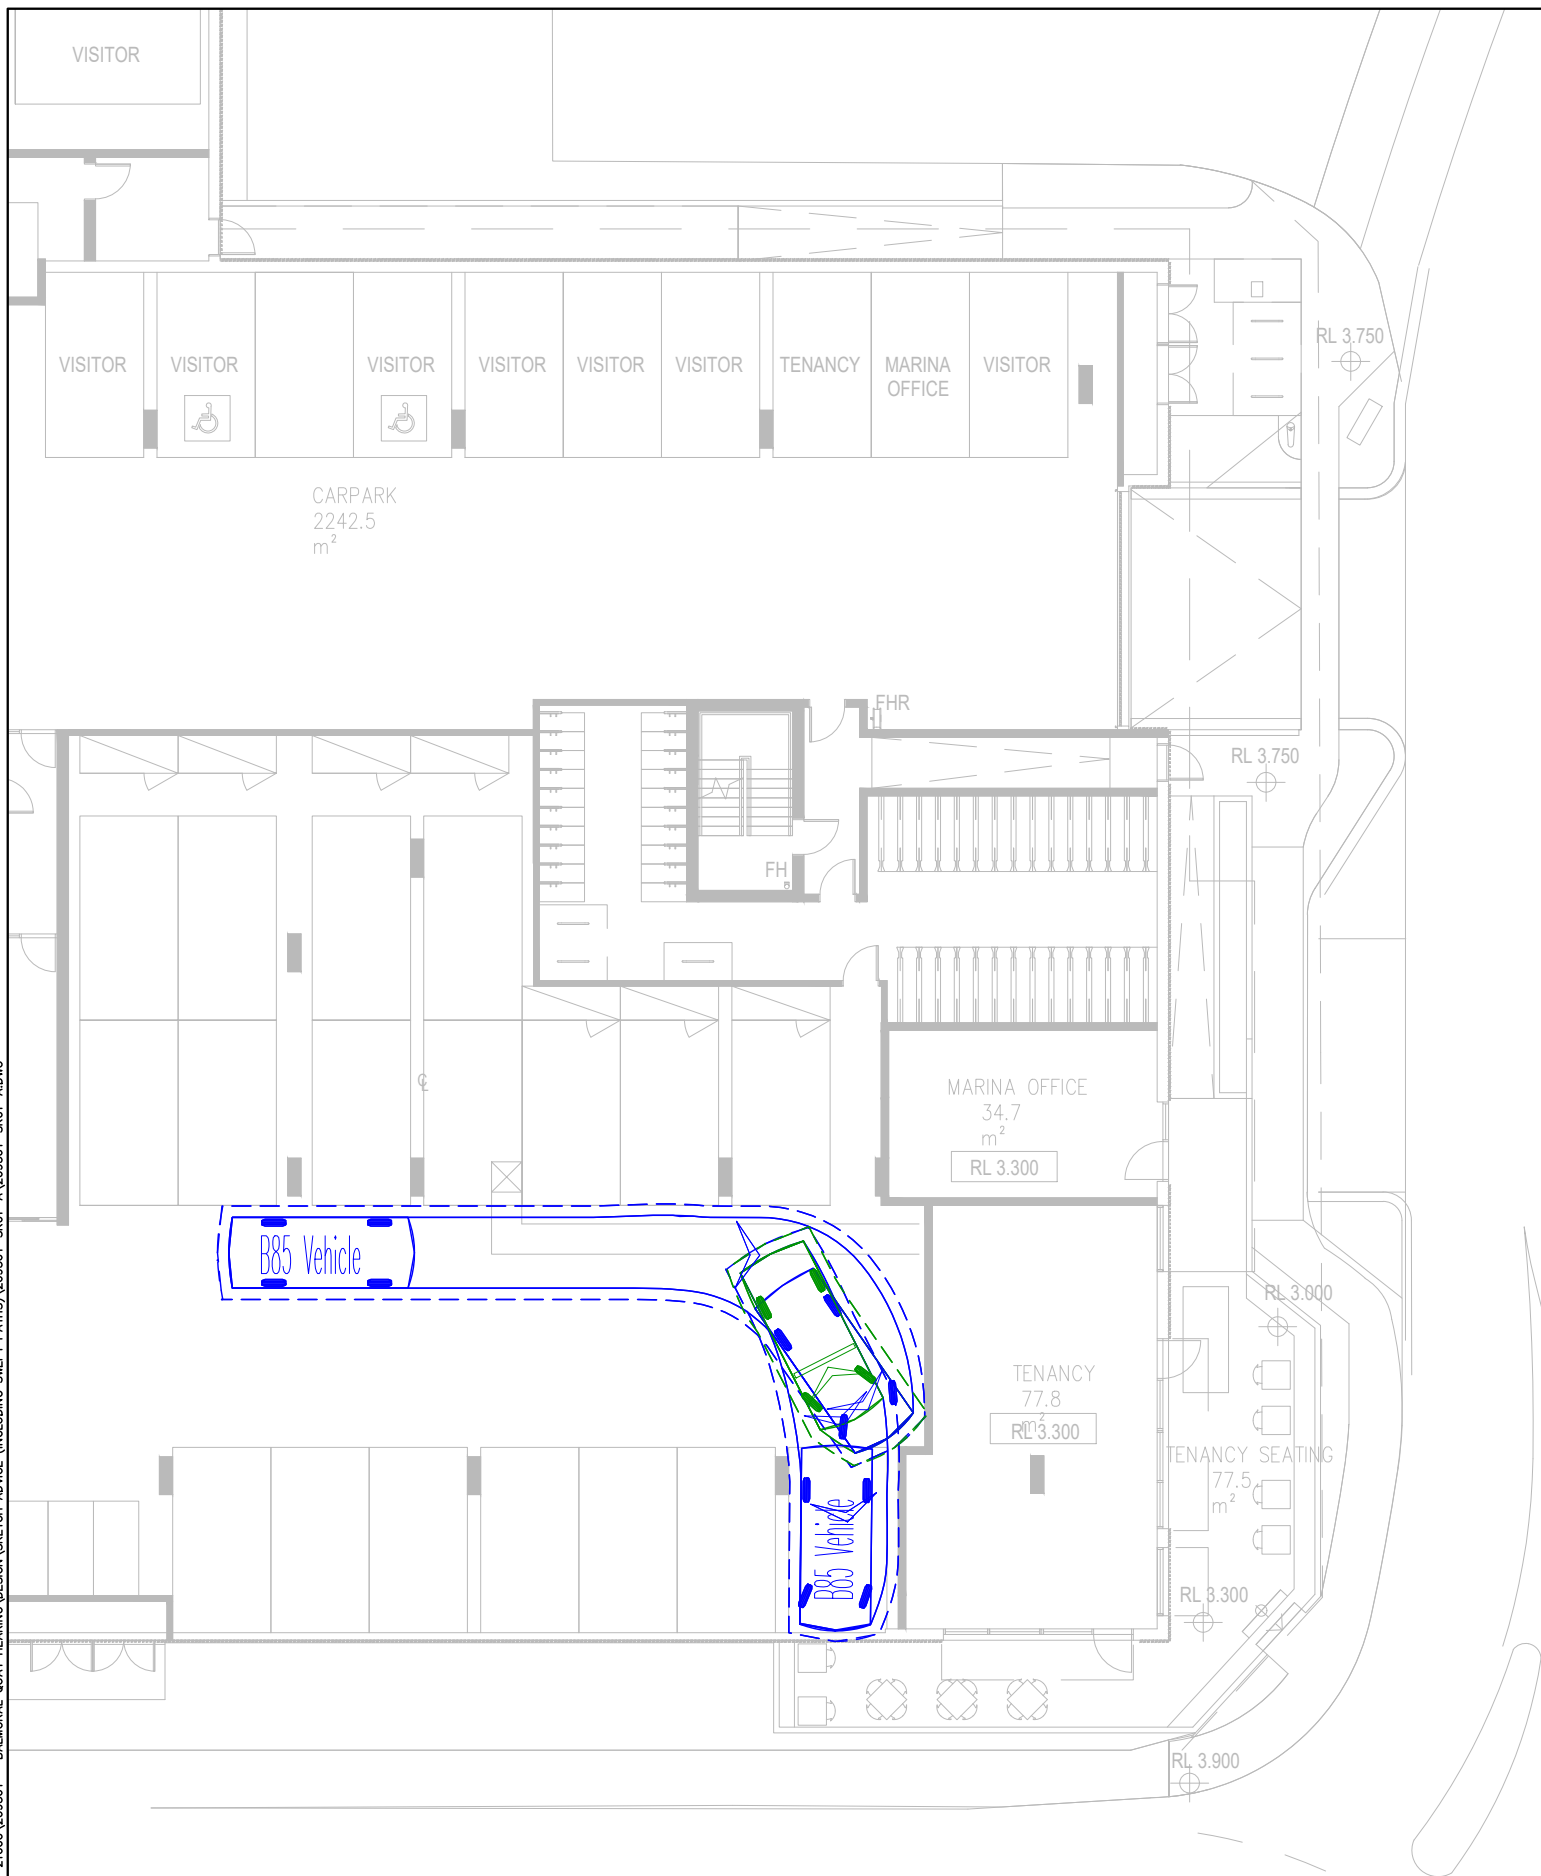 VISITOR
VISITOR
VISITOR
VISITOR
VISITOR
VISITOR
VISITOR
TENANCY
MARINA
OFFICE
VISITOR
RL 3.750
CARPARK
2242.5
m²
FHR
RL 3.750
FH
℄
MARINA OFFICE
34.7
m²
RL 3.300
B85 Vehicle
RL 3.000
TENANCY
77.8
m²
RL 3.300
TENANCY SEATING
77.5
m²
B85 Vehicle
RL 3.300
RL 3.900